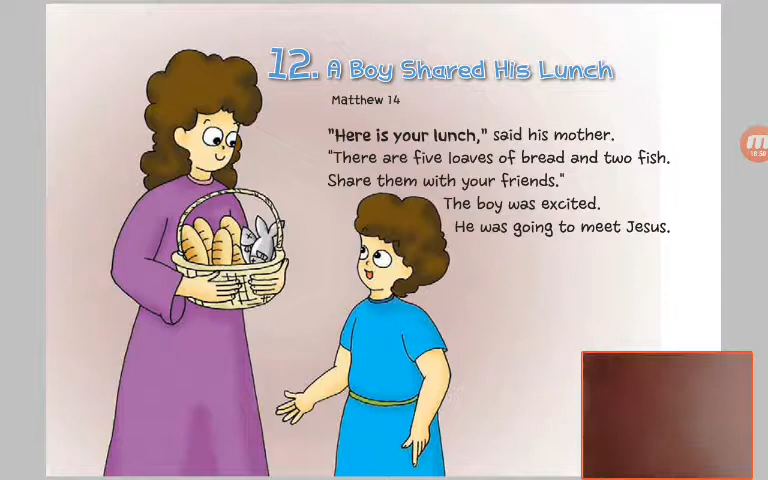 12. A Boy Shared His Lunch
Matthew 14
"Here is your lunch," said his mother.
"There are five loaves of bread and two fish.
Share them with your friends."
The boy was excited.
He was going to meet Jesus.
18:50